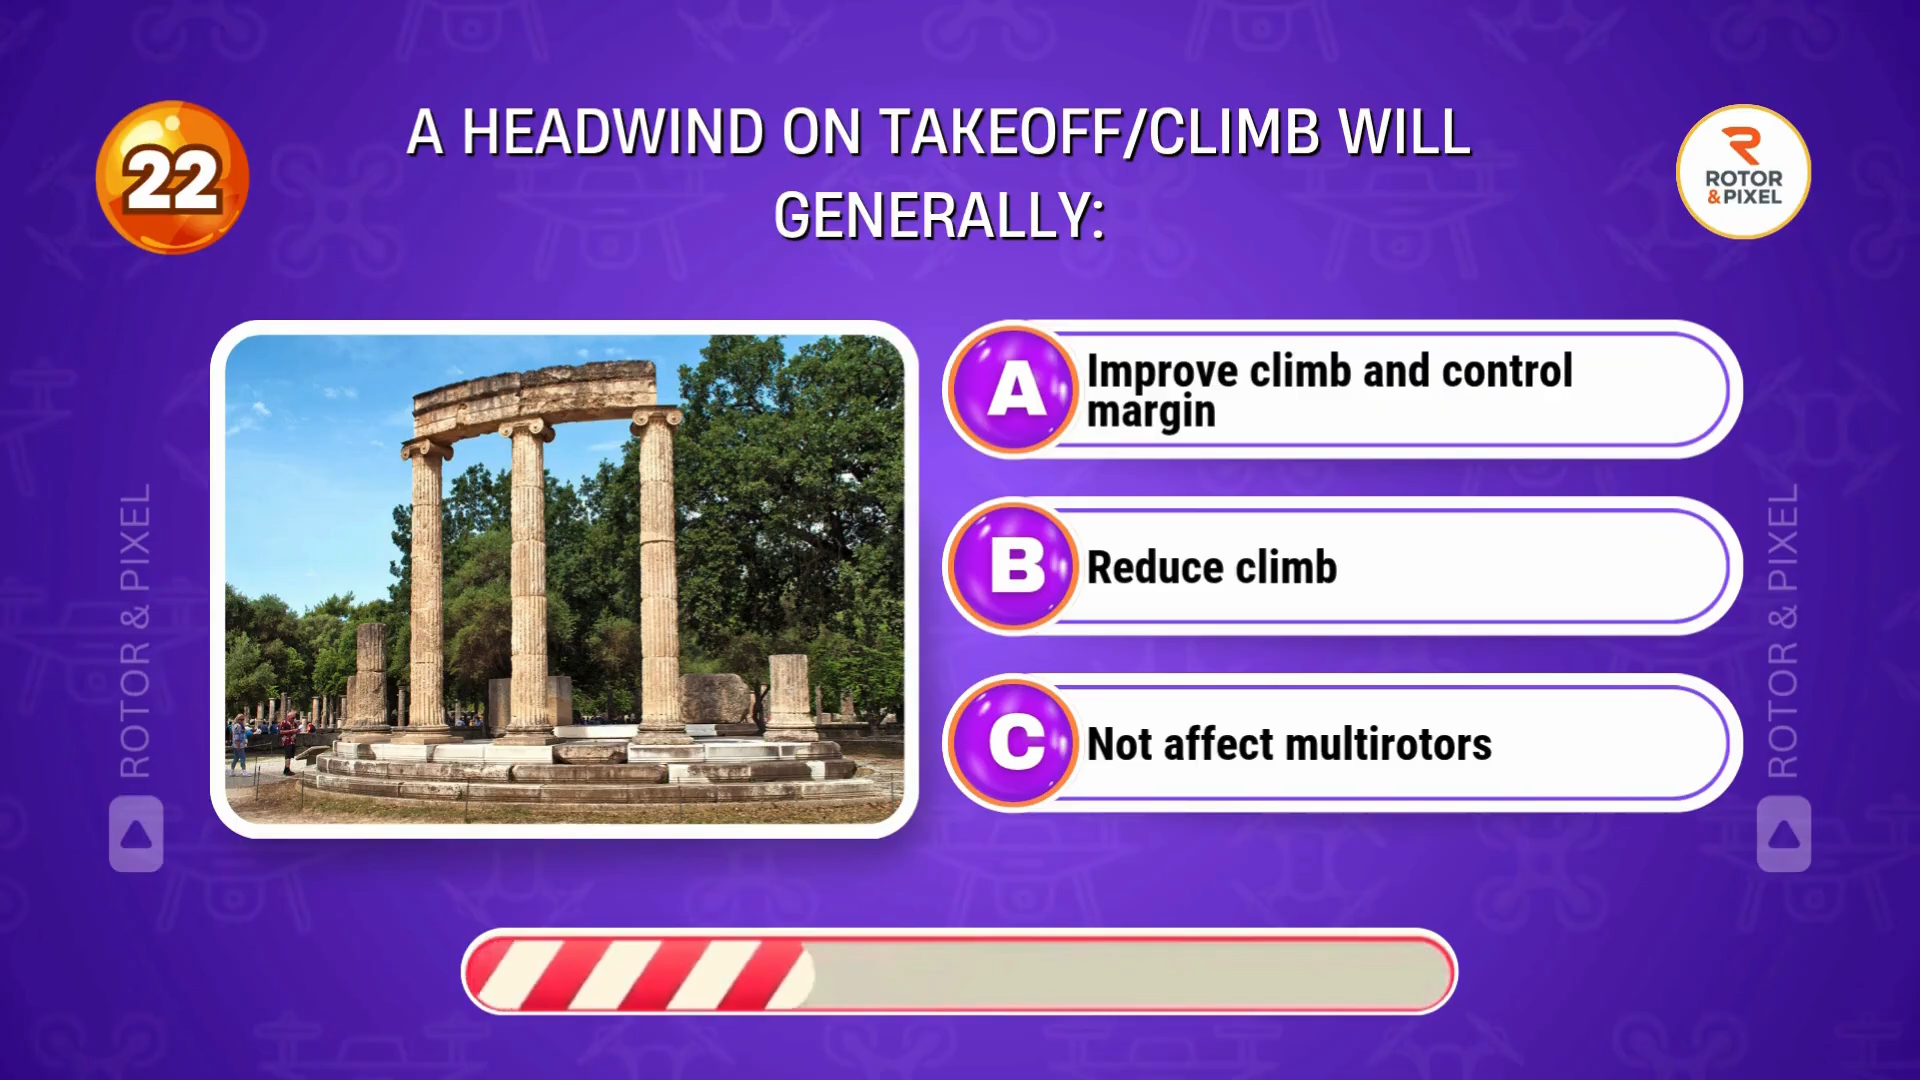 22
A HEADWIND ON TAKEOFF/CLIMB WILL
GENERALLY:
ROTOR
&PIXEL
A
Improve climb and control
margin
B
Reduce climb
C
Not affect multirotors
ROTOR & PIXEL
ROTOR & PIXEL